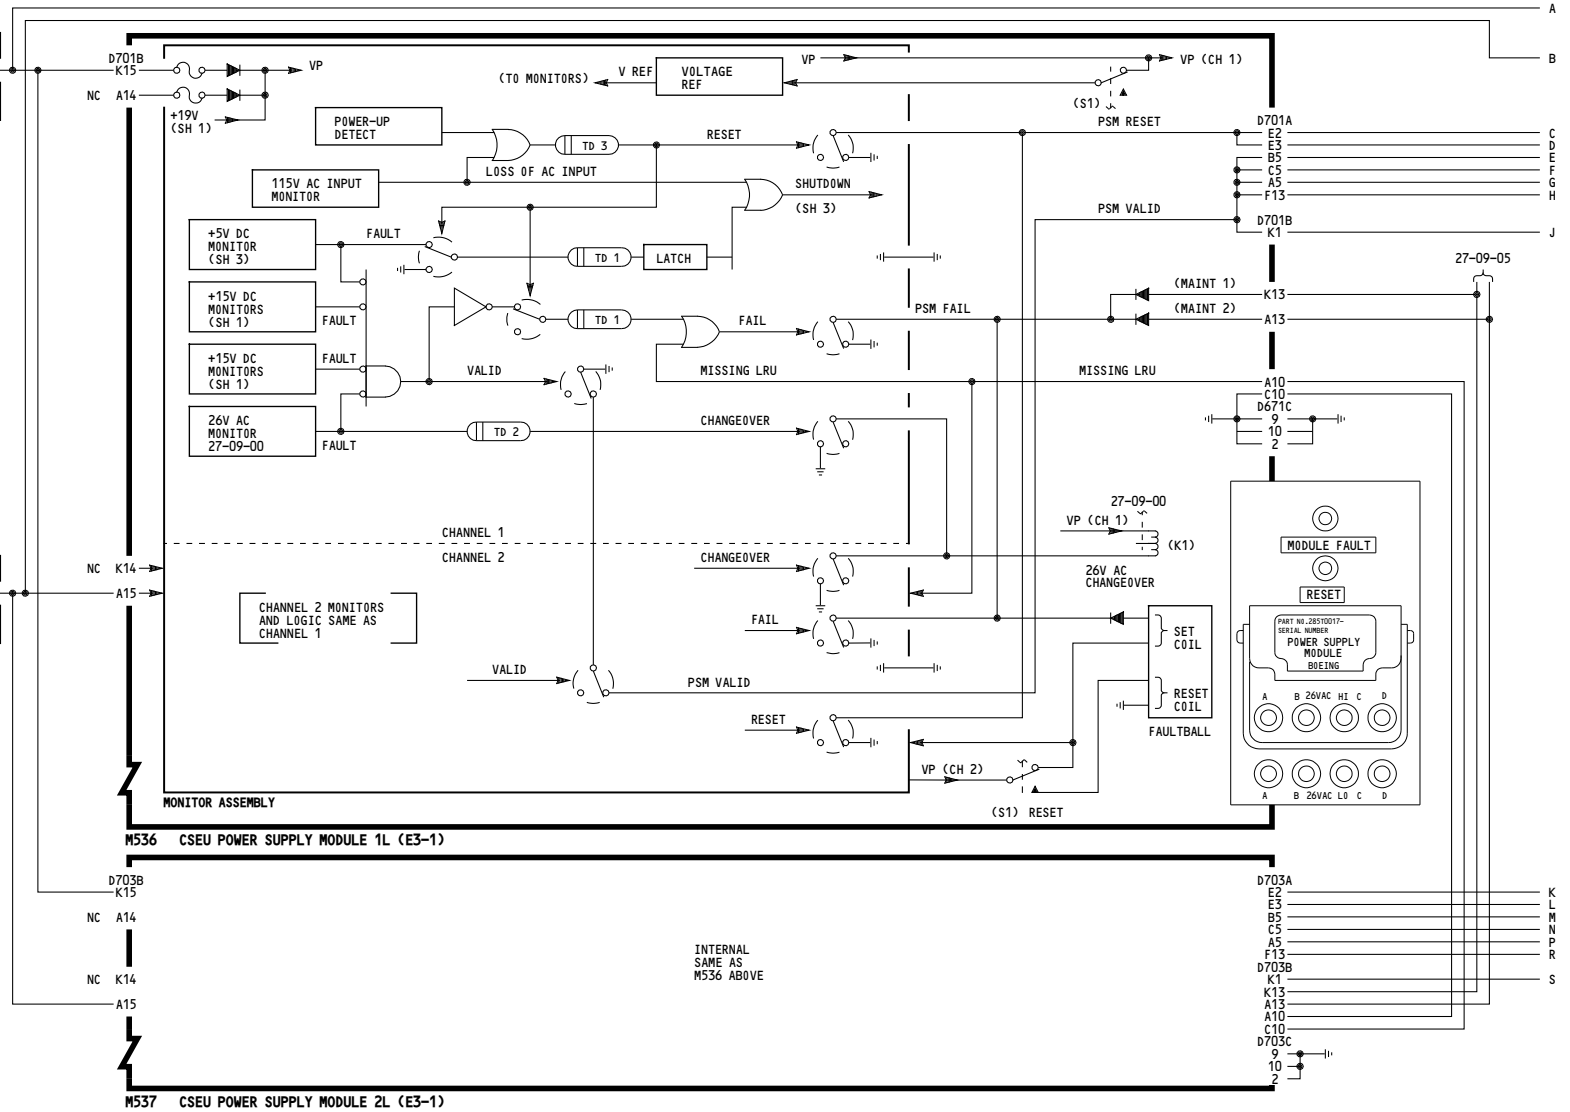 A
B
D701B
K15
VP
NC A14
+19V
(SH 1)
(TO MONITORS)
V REF
VOLTAGE
REF
VP
VP (CH 1)
(S1)
POWER-UP
DETECT
TD 3
RESET
PSM RESET
D701A
E2
E3
B5
C5
A5
F13
C
D
E
F
G
H
LOSS OF AC INPUT
115V AC INPUT
MONITOR
SHUTDOWN
(SH 3)
PSM VALID
D701B
K1
J
+5V DC
MONITOR
(SH 3)
FAULT
TD 1
LATCH
27-09-05
+15V DC
MONITORS
(SH 1)
FAULT
TD 1
FAIL
PSM FAIL
(MAINT 1)
K13
(MAINT 2)
A13
+15V DC
MONITORS
(SH 1)
FAULT
VALID
MISSING LRU
MISSING LRU
A10
C10
D671C
9
10
2
26V AC
MONITOR
27-09-00
FAULT
TD 2
CHANGEOVER
CHANNEL 1
CHANNEL 2
27-09-00
VP (CH 1)
(K1)
26V AC
CHANGEOVER
NC K14
A15
CHANGEOVER
CHANNEL 2 MONITORS
AND LOGIC SAME AS
CHANNEL 1
FAIL
SET
COIL
RESET
COIL
FAULTBALL
VALID
PSM VALID
RESET
VP (CH 2)
(S1) RESET
MODULE FAULT
RESET
PART NO.285T0017-
SERIAL NUMBER
POWER SUPPLY
MODULE
BOEING
A B 26VAC HI C D
A B 26VAC LO C D
MONITOR ASSEMBLY
M536 CSEU POWER SUPPLY MODULE 1L (E3-1)
D703B
K15
NC A14
NC K14
A15
INTERNAL
SAME AS
M536 ABOVE
D703A
E2
E3
B5
C5
A5
F13
D703B
K1
K13
A13
A10
C10
D703C
9
10
2
K
L
M
N
P
R
S
M537 CSEU POWER SUPPLY MODULE 2L (E3-1)